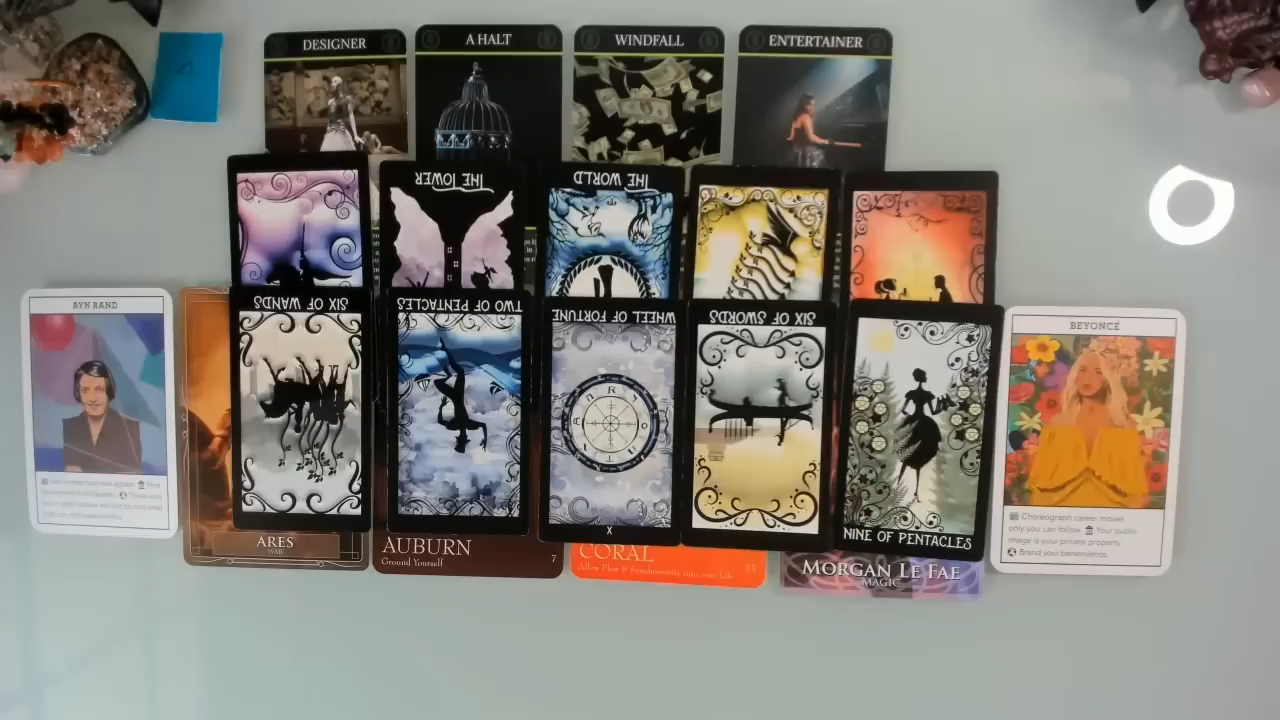 DESIGNER
A HALT
WINDFALL
ENTERTAINER
THE TOWER
THE WORLD
SIX OF WANDS
TWO OF PENTACLES
WHEEL OF FORTUNE
SIX OF SWORDS
AYN RAND
BEYONCÉ
X
NINE OF PENTACLES
Choreograph career moves
only you can follow. Your public
image is your private property.
Brand your benevolence.
ARES
WAR
AUBURN
Ground Yourself
7
CORAL
Allow Flow & Synchronicity into your Life
53
MORGAN LE FAE
MAGIC